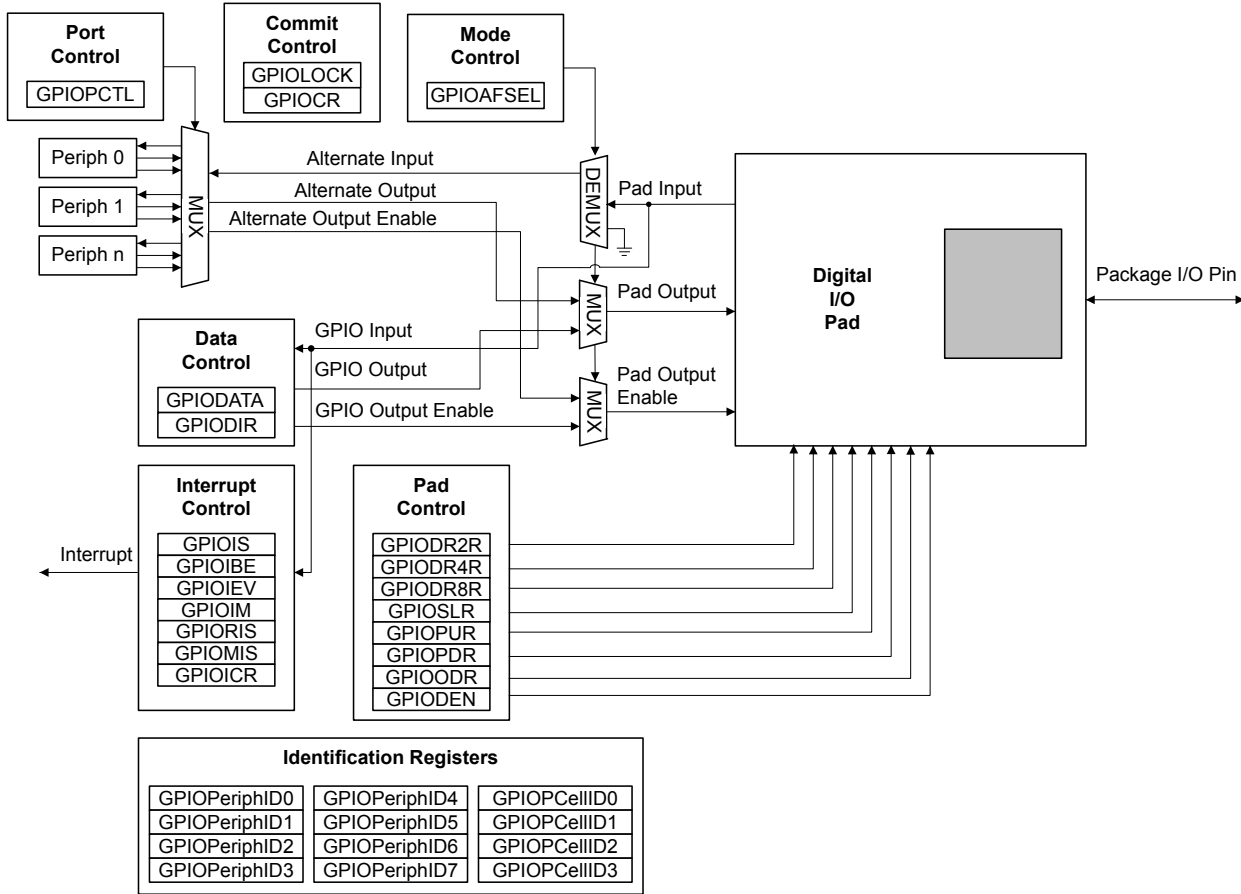 Port
Control
GPIOPCTL
Commit
Control
GPIOLOCK
GPIOCR
Mode
Control
GPIOAFSEL
Periph 0
Periph 1
Periph n
MUX
Alternate Input
Alternate Output
Alternate Output Enable
DEMUX
Pad Input
MUX
Pad Output
MUX
Pad Output
Enable
Digital
I/O
Pad
Package I/O Pin
Data
Control
GPIODATA
GPIODIR
GPIO Input
GPIO Output
GPIO Output Enable
Interrupt
Control
GPIOIS
GPIOIBE
GPIOIEV
GPIOIM
GPIORIS
GPIOMIS
GPIOICR
Interrupt
Pad
Control
GPIODR2R
GPIODR4R
GPIODR8R
GPIOSLR
GPIOPUR
GPIOPDR
GPIOODR
GPIODEN
Identification Registers
GPIOPeriphID0
GPIOPeriphID1
GPIOPeriphID2
GPIOPeriphID3
GPIOPeriphID4
GPIOPeriphID5
GPIOPeriphID6
GPIOPeriphID7
GPIOPCellID0
GPIOPCellID1
GPIOPCellID2
GPIOPCellID3